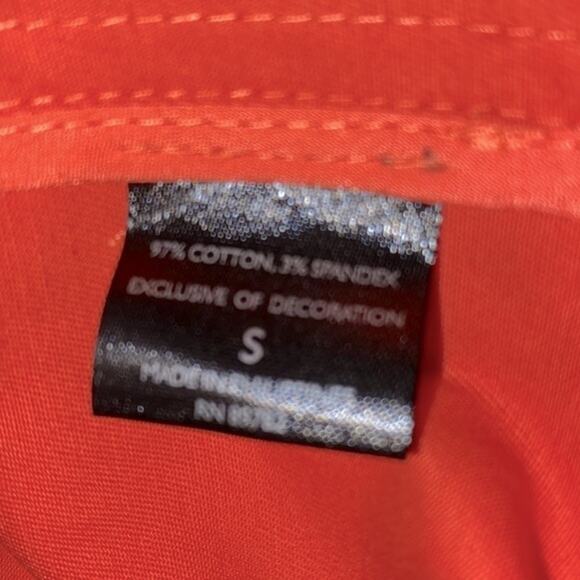 97% COTTON, 3% SPANDEX
EXCLUSIVE OF DECORATION
S
MADE IN
RN